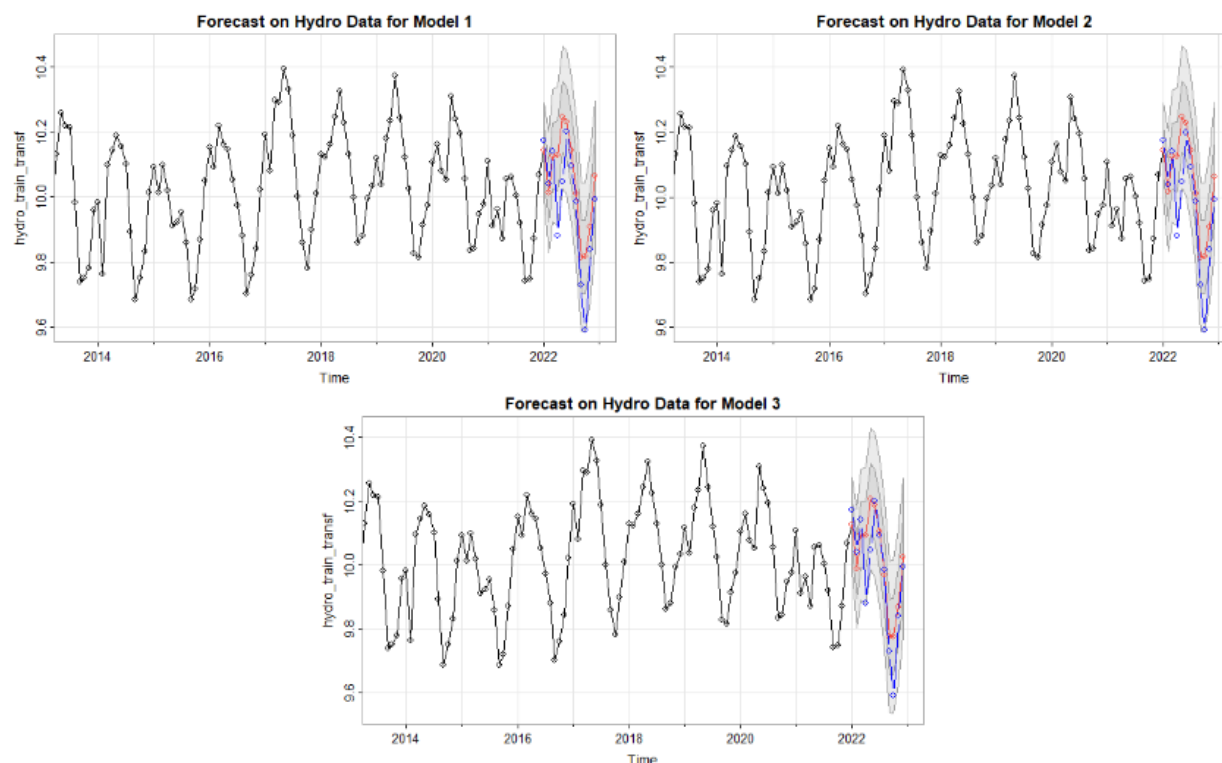 Forecast on Hydro Data for Model 1
hydro_train_transf
10.4
10.2
10.0
9.8
9.6
2014 2016 2018 2020 2022
Time
Forecast on Hydro Data for Model 2
hydro_train_transf
10.4
10.2
10.0
9.8
9.6
2014 2016 2018 2020 2022
Time
Forecast on Hydro Data for Model 3
hydro_train_transf
10.4
10.2
10.0
9.8
9.6
2014 2016 2018 2020 2022
Time